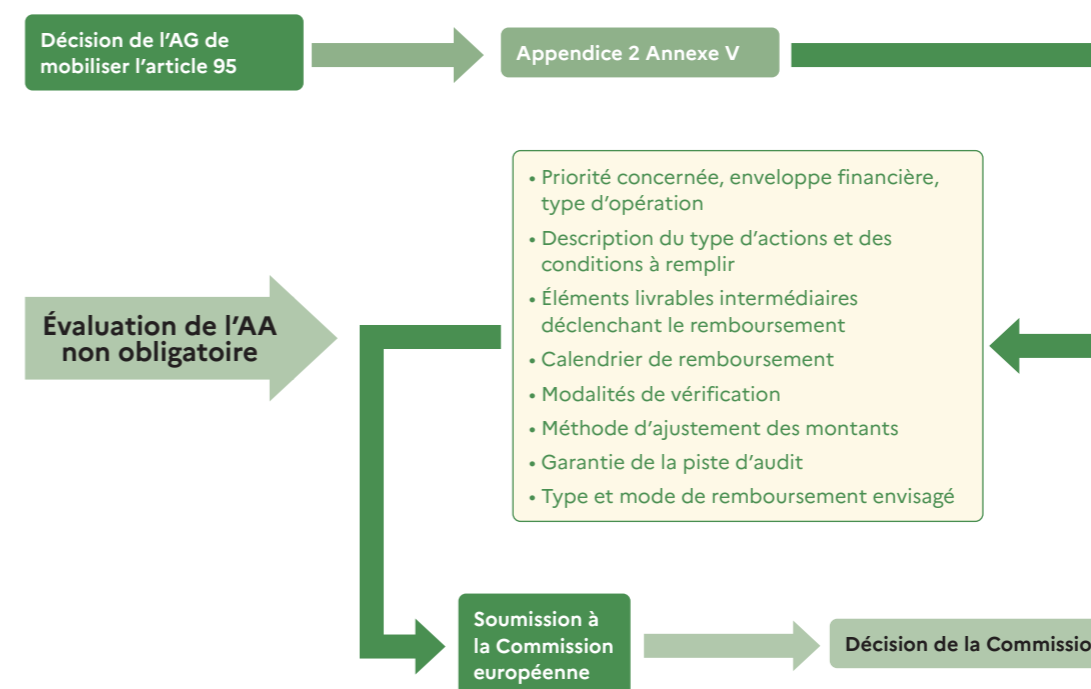 Décision de l'AG de
mobiliser l'article 95
Appendice 2 Annexe V
• Priorité concernée, enveloppe financière,
type d'opération
• Description du type d'actions et des
conditions à remplir
• Éléments livrables intermédiaires
déclenchant le remboursement
• Calendrier de remboursement
• Modalités de vérification
• Méthode d'ajustement des montants
• Garantie de la piste d'audit
• Type et mode de remboursement envisagé
Évaluation de l'AA
non obligatoire
Soumission à
la Commission
européenne
Décision de la Commissio